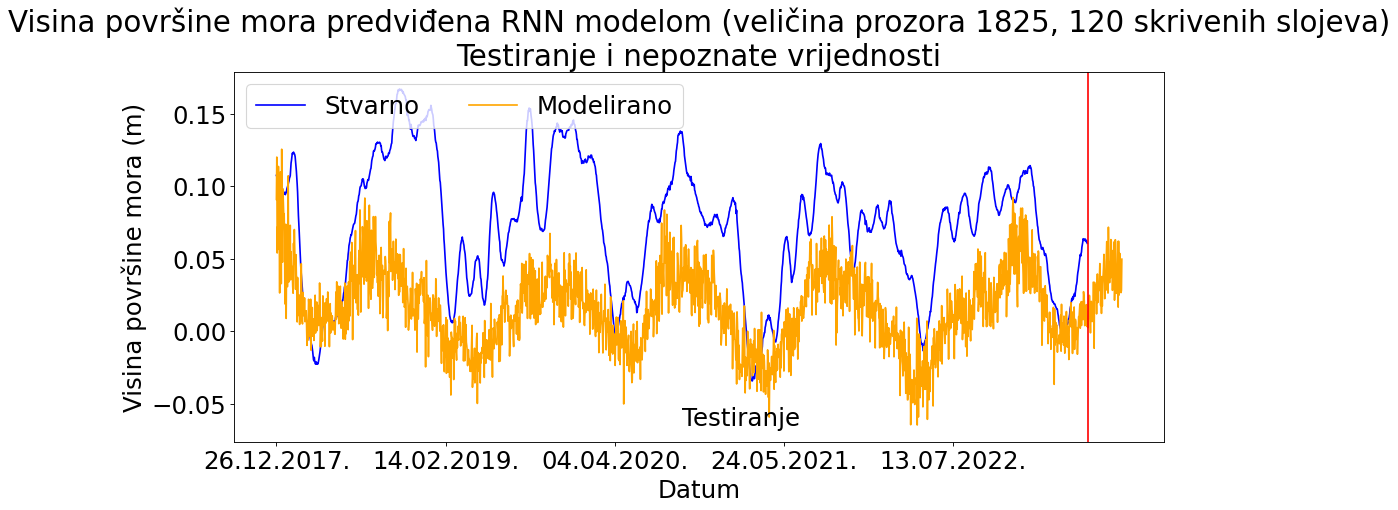 Visina površine mora predviđena RNN modelom (veličina prozora 1825, 120 skrivenih slojeva)
Testiranje i nepoznate vrijednosti
Stvarno Modelirano
Visina površine mora (m)
0.15
0.10
0.05
0.00
−0.05
Testiranje
26.12.2017. 14.02.2019. 04.04.2020. 24.05.2021. 13.07.2022.
Datum